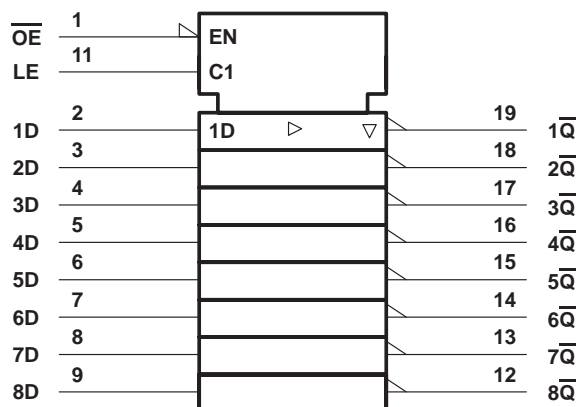 O̅E̅ 1 EN
LE 11 C1
1D 2 1D 19 1Q̅
2D 3 18 2Q̅
3D 4 17 3Q̅
4D 5 16 4Q̅
5D 6 15 5Q̅
6D 7 14 6Q̅
7D 8 13 7Q̅
8D 9 12 8Q̅